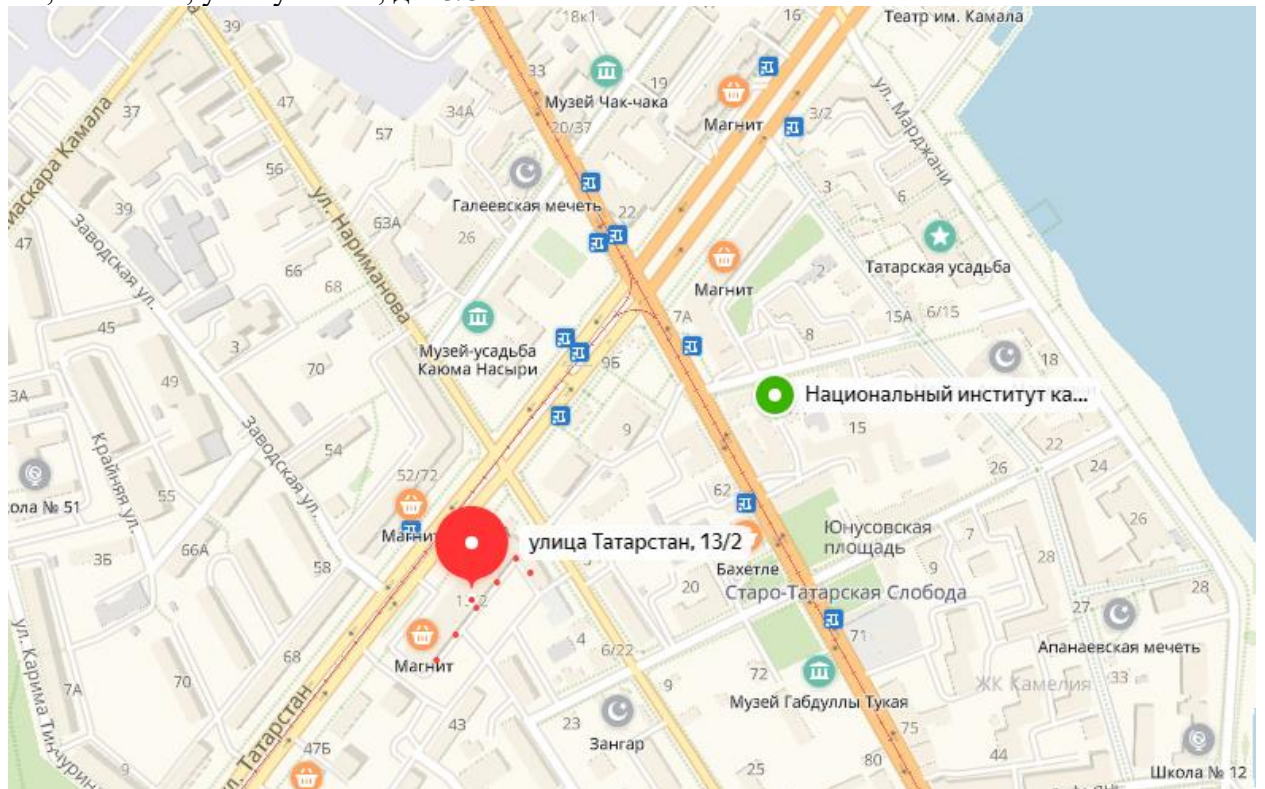 39
18к1
16
Театр им. Камала
33
19
Музей Чак-чака
47
34А
20/37
Магнит
3/2
37
57
ул. Марджани
56
Галеевская мечеть
3
6
39
ул. Нариманова
63А
22
47
Заводская ул.
26
Татарская усадьба
66
68
Магнит
2
7А
15А
6/15
45
3
Музей-усадьба
Каюма Насыри
8
18
70
9Б
49
Национальный институт ка...
9
15
54
22
Крайняя ул.
Заводская ул.
52/72
26
24
55
62
26
Магнит
улица Татарстан, 13/2
Юнусовская
площадь
7
66А
58
Бахетле
9
28
20
Старо-Татарская Слобода
28
27
4
71
6/22
Апанаевская мечеть
68
Магнит
72
ул. Карима Тинчурина
7А
70
9
Музей Габдуллы Тукая
ЖК Камелия
33
43
23
75
ул. Татарстан
47Б
Зангар
44
80
9
25
Школа № 12